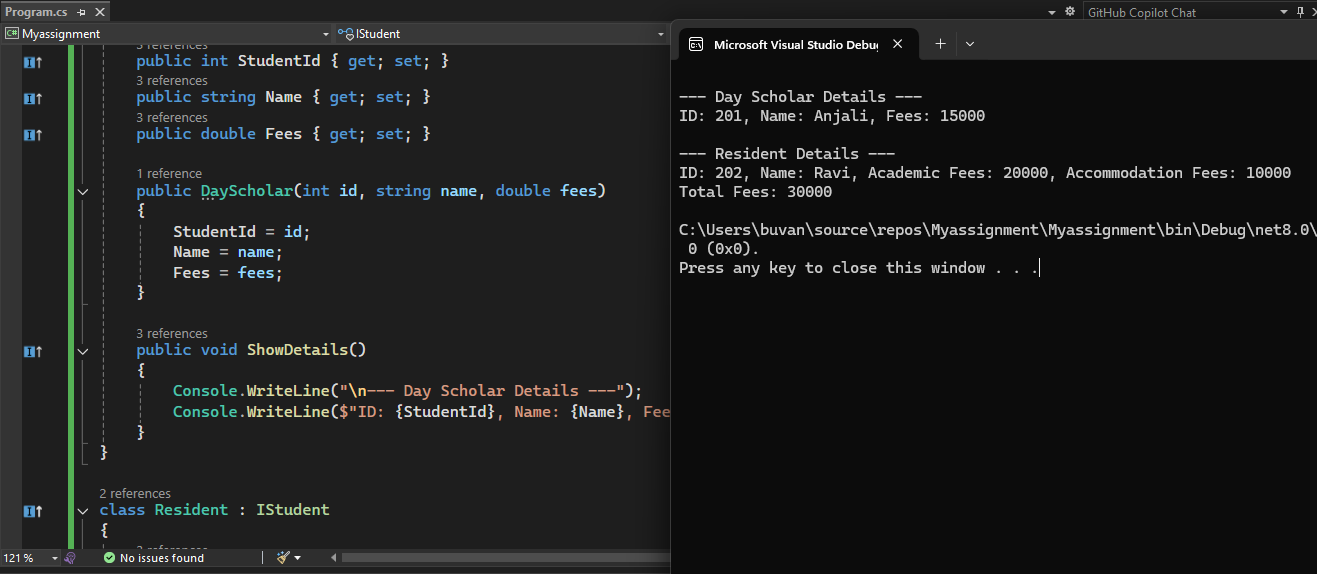 Program.cs
GitHub Copilot Chat
Myassignment
IStudent
3 references
public int StudentId { get; set; }
3 references
public string Name { get; set; }
3 references
public double Fees { get; set; }
1 reference
public DayScholar(int id, string name, double fees)
{
StudentId = id;
Name = name;
Fees = fees;
}
3 references
public void ShowDetails()
{
Console.WriteLine("\n--- Day Scholar Details ---");
Console.WriteLine($"ID: {StudentId}, Name: {Name}, Fee
}
}
2 references
class Resident : IStudent
{
121 %
No issues found
Microsoft Visual Studio Debug
--- Day Scholar Details ---
ID: 201, Name: Anjali, Fees: 15000
--- Resident Details ---
ID: 202, Name: Ravi, Academic Fees: 20000, Accommodation Fees: 10000
Total Fees: 30000
C:\Users\buvan\source\repos\Myassignment\Myassignment\bin\Debug\net8.0\
0 (0x0).
Press any key to close this window . . .